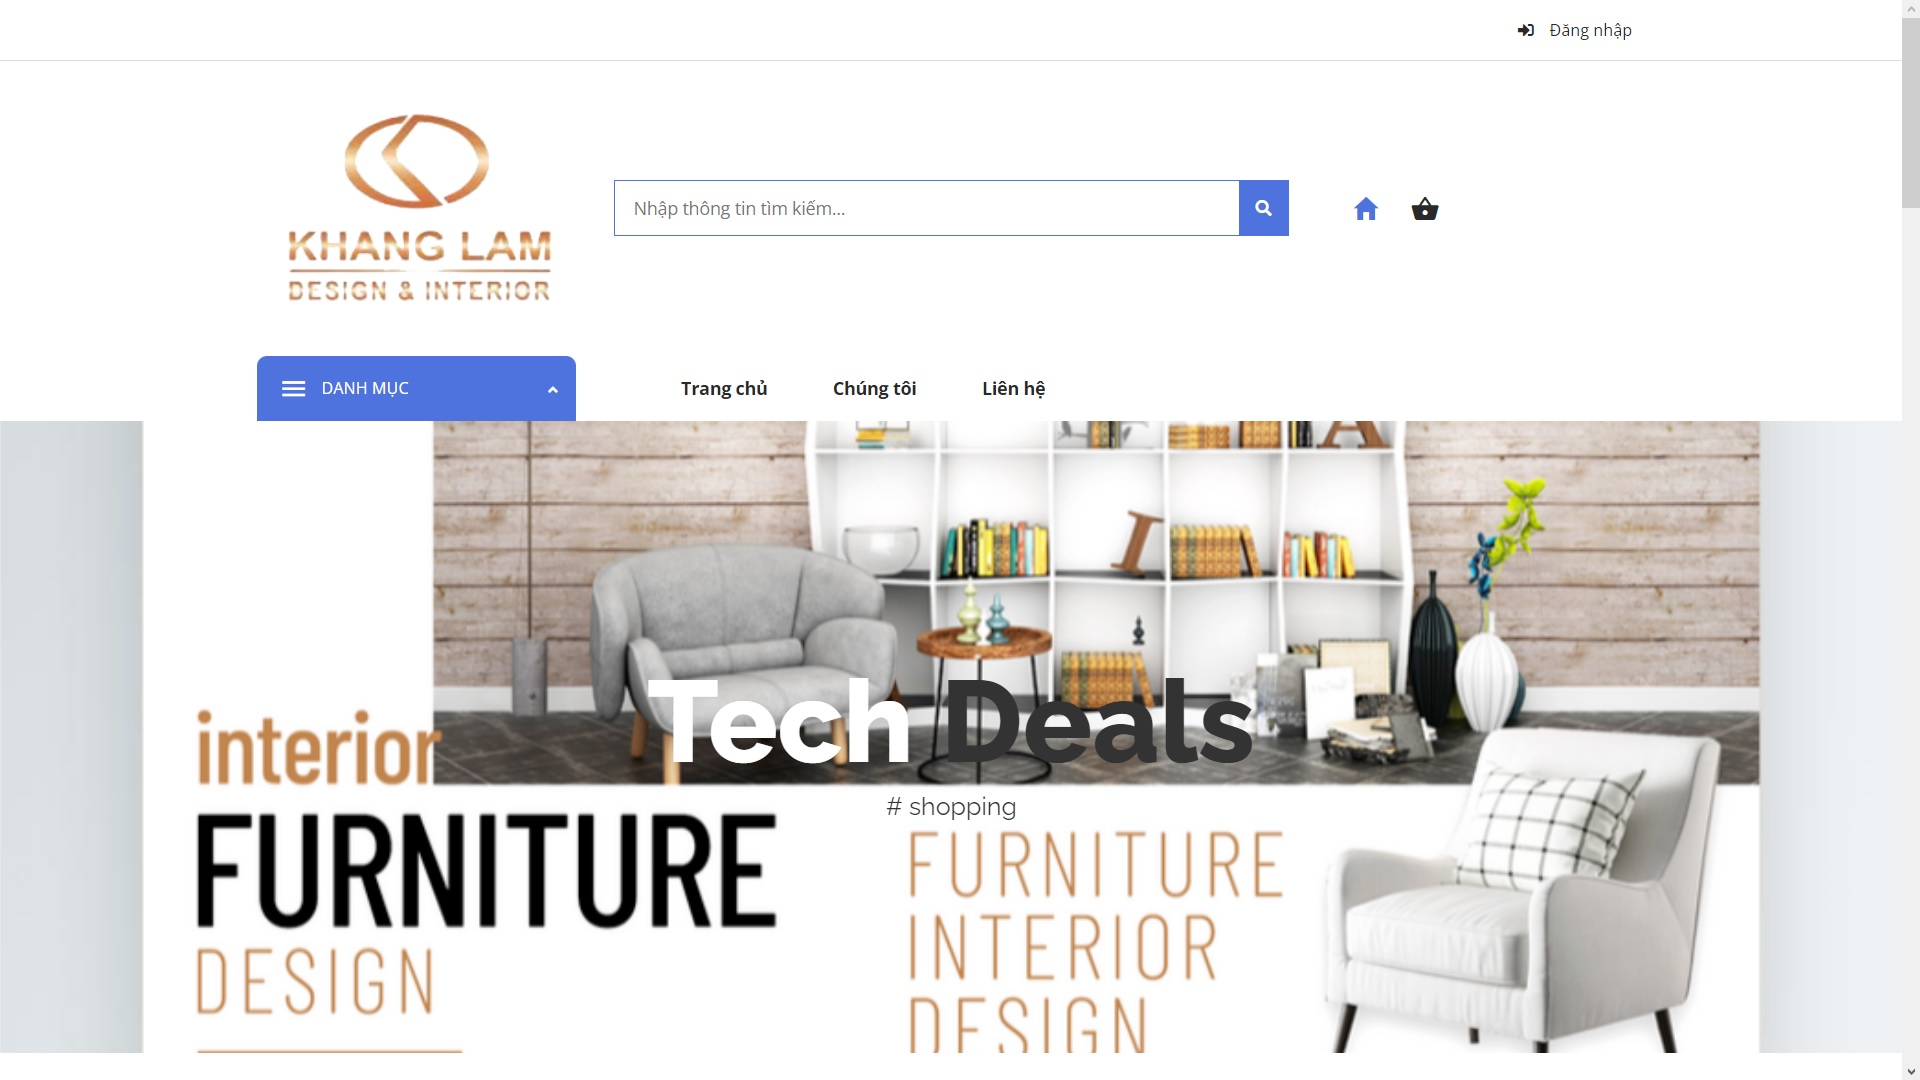 Đăng nhập
KHANG LAM
DESIGN & INTERIOR
Nhập thông tin tìm kiếm...
DANH MỤC
Trang chủ
Chúng tôi
Liên hệ
Tech Deals
# shopping
interior
FURNITURE
DESIGN
FURNITURE
INTERIOR
DESIGN